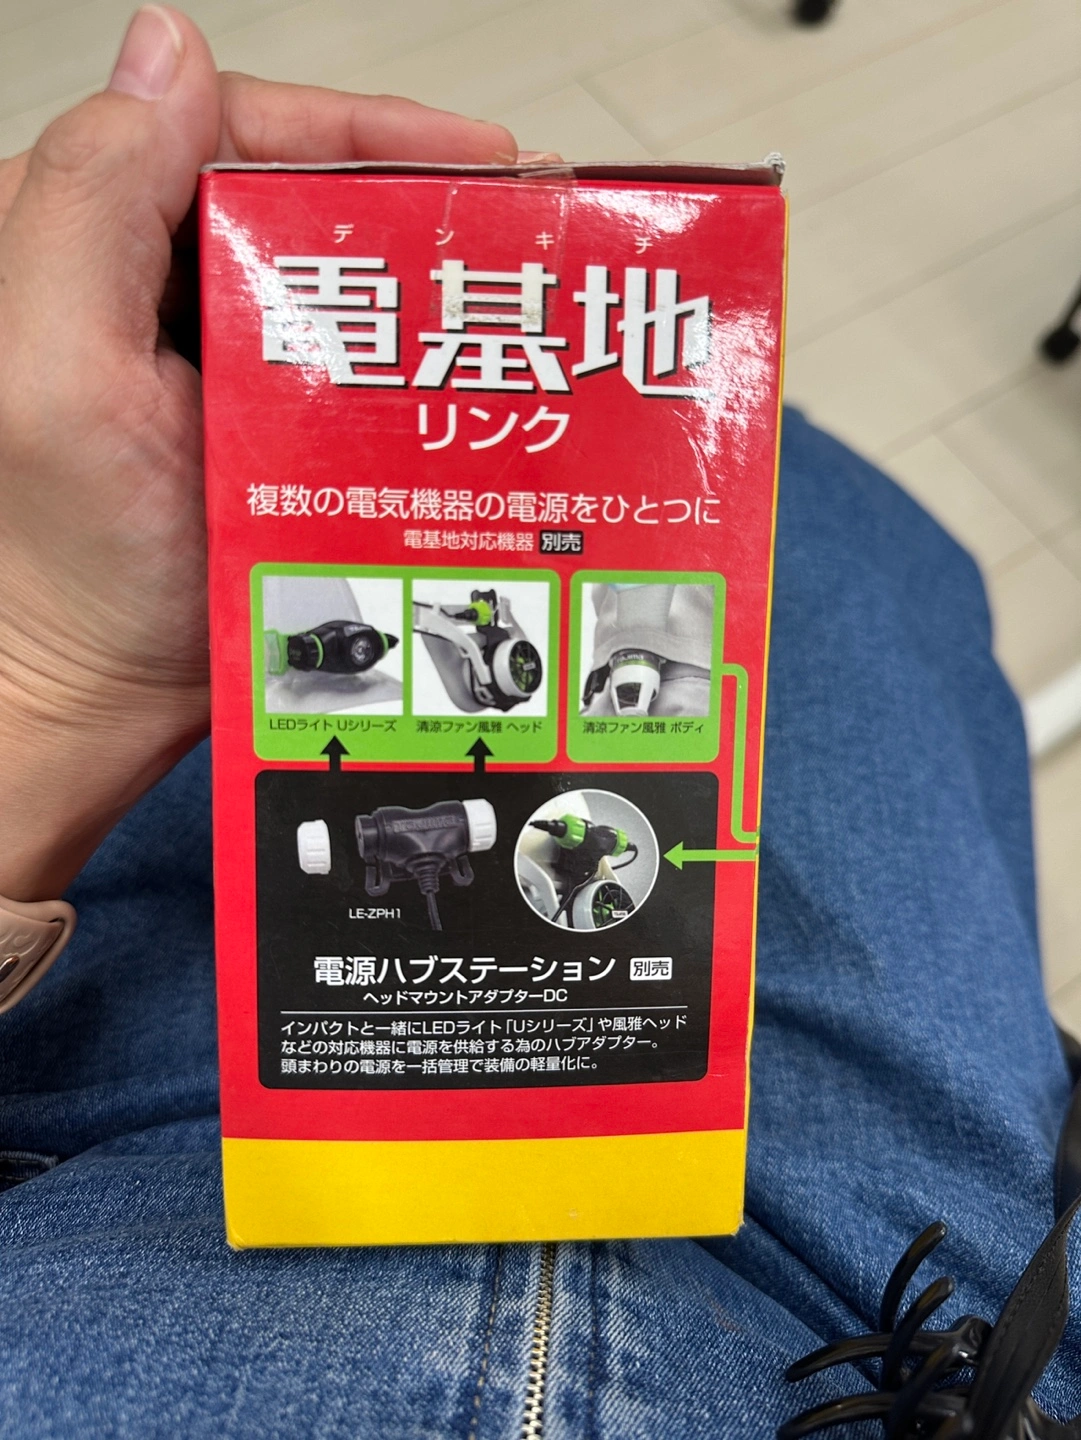 デンキチ
電基地
リンク
複数の電気機器の電源をひとつに
電基地対応機器 別売
LEDライト Uシリーズ
清涼ファン風雅 ヘッド
清涼ファン風雅 ボディ
LE-ZPH1
電源ハブステーション 別売
ヘッドマウントアダプターDC
インパクトと一緒にLEDライト「Uシリーズ」や風雅ヘッド
などの対応機器に電源を供給する為のハブアダプター。
頭まわりの電源を一括管理で装備の軽量化に。